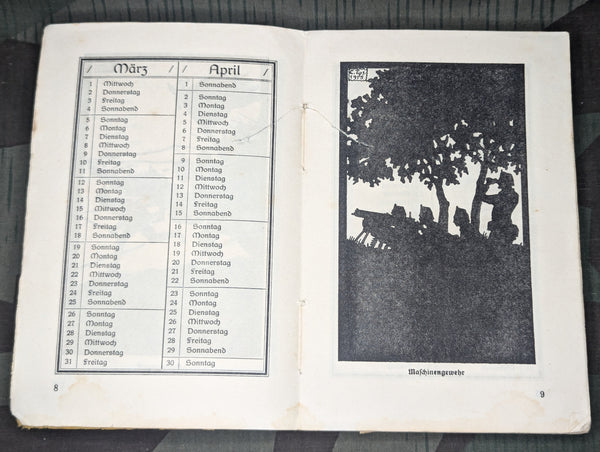 März
1 Mittwoch
2 Donnerstag
3 Freitag
4 Sonnabend
5 Sonntag
6 Montag
7 Dienstag
8 Mittwoch
9 Donnerstag
10 Freitag
11 Sonnabend
12 Sonntag
13 Montag
14 Dienstag
15 Mittwoch
16 Donnerstag
17 Freitag
18 Sonnabend
19 Sonntag
20 Montag
21 Dienstag
22 Mittwoch
23 Donnerstag
24 Freitag
25 Sonnabend
26 Sonntag
27 Montag
28 Dienstag
29 Mittwoch
30 Donnerstag
31 Freitag
April
1 Sonnabend
2 Sonntag
3 Montag
4 Dienstag
5 Mittwoch
6 Donnerstag
7 Freitag
8 Sonnabend
9 Sonntag
10 Montag
11 Dienstag
12 Mittwoch
13 Donnerstag
14 Freitag
15 Sonnabend
16 Sonntag
17 Montag
18 Dienstag
19 Mittwoch
20 Donnerstag
21 Freitag
22 Sonnabend
23 Sonntag
24 Montag
25 Dienstag
26 Mittwoch
27 Donnerstag
28 Freitag
29 Sonnabend
30 Sonntag
8
Maschinengewehr
9